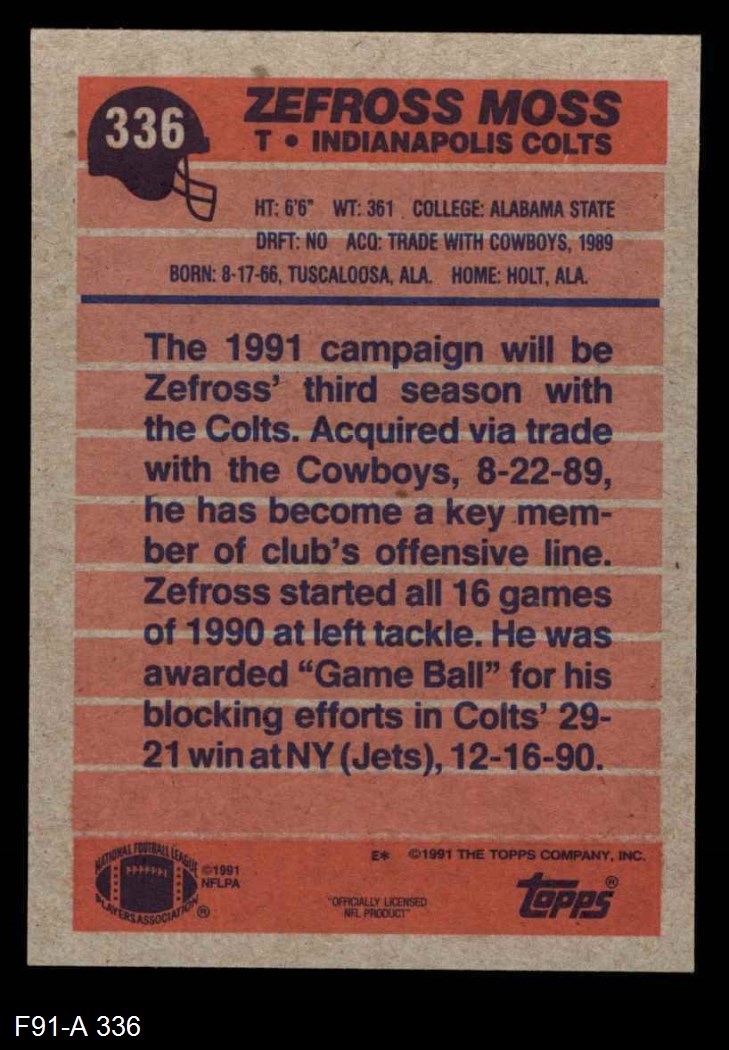 336
ZEFROSS MOSS
T • INDIANAPOLIS COLTS
HT: 6'6" WT: 361 COLLEGE: ALABAMA STATE
DRFT: NO ACQ: TRADE WITH COWBOYS, 1989
BORN: 8-17-66, TUSCALOOSA, ALA. HOME: HOLT, ALA.
The 1991 campaign will be
Zefross' third season with
the Colts. Acquired via trade
with the Cowboys, 8-22-89,
he has become a key mem-
ber of club's offensive line.
Zefross started all 16 games
of 1990 at left tackle. He was
awarded "Game Ball" for his
blocking efforts in Colts' 29-
21 win at NY (Jets), 12-16-90.
NATIONAL FOOTBALL LEAGUE
PLAYERS ASSOCIATION ®
©1991
NFLPA
E* ©1991 THE TOPPS COMPANY, INC.
"OFFICIALLY LICENSED
NFL PRODUCT"
topps®
F91-A 336